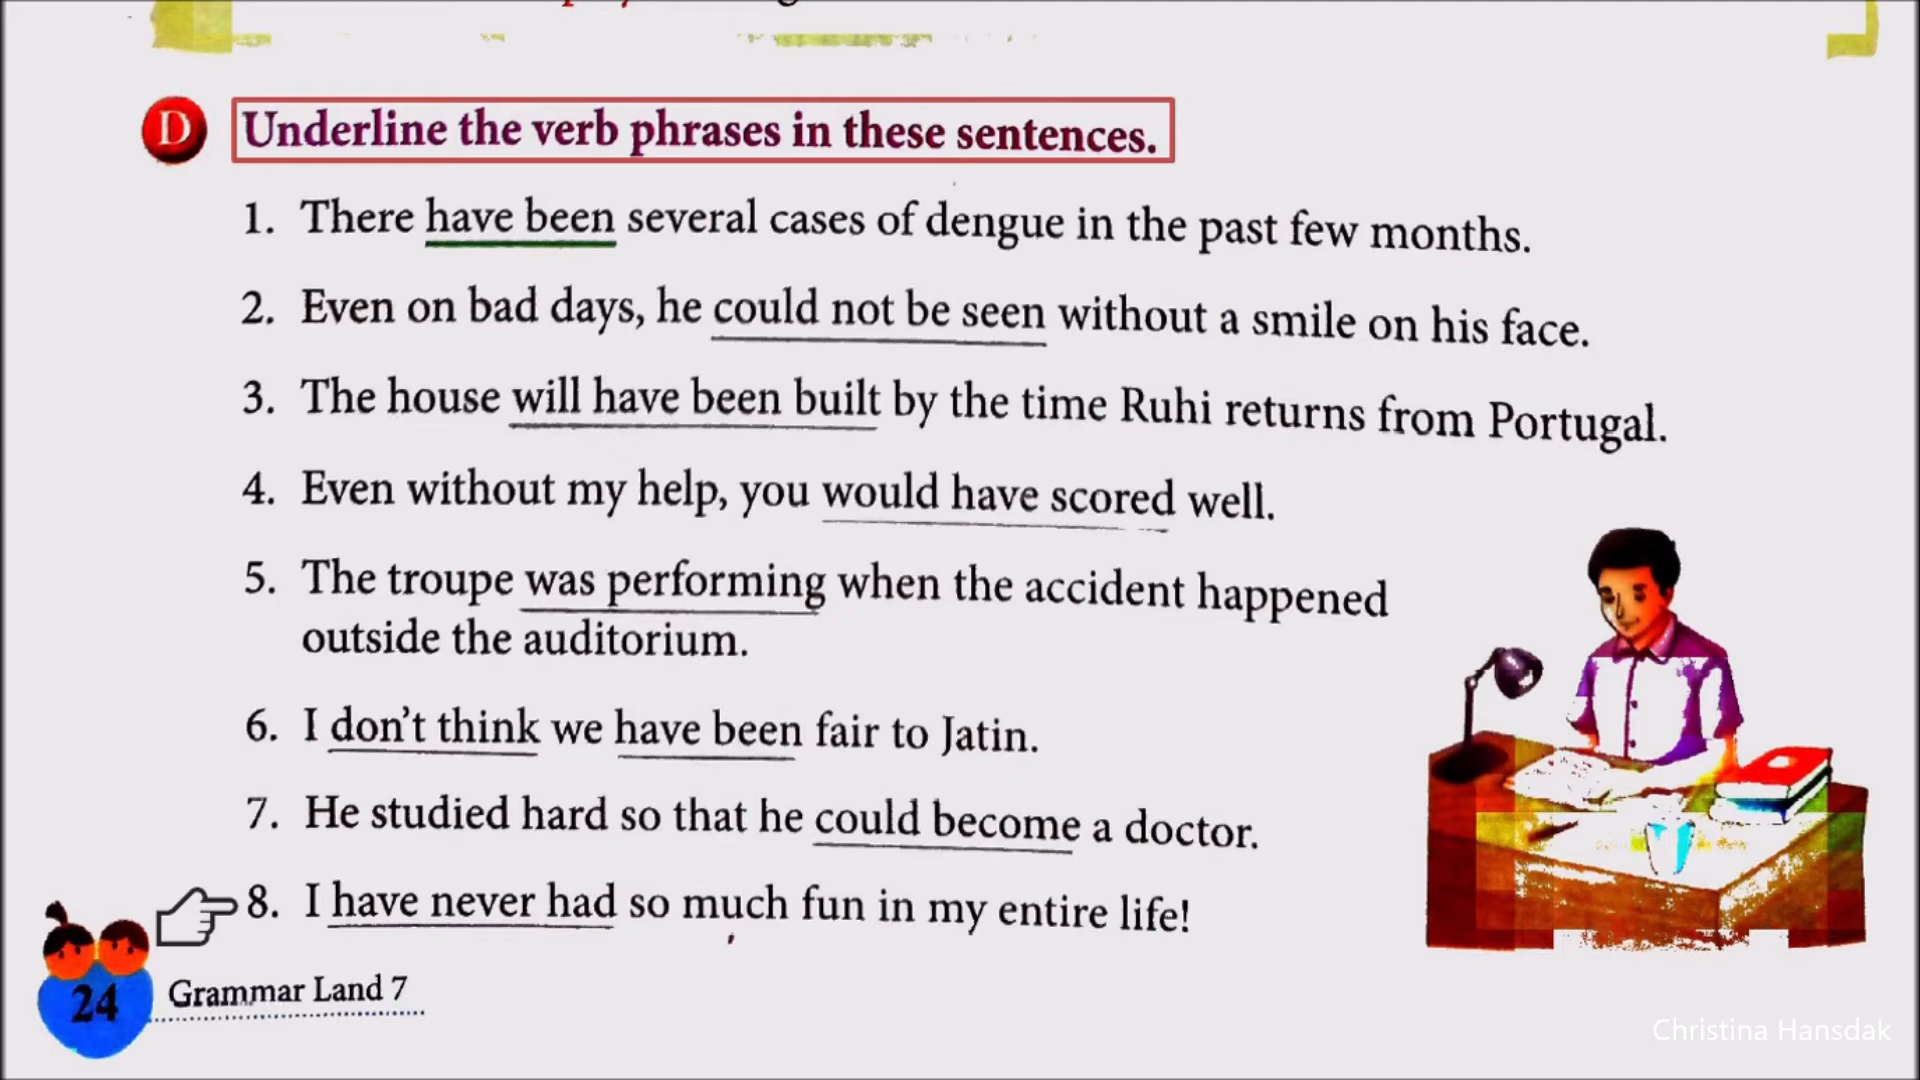 D Underline the verb phrases in these sentences.
1. There have been several cases of dengue in the past few months.
2. Even on bad days, he could not be seen without a smile on his face.
3. The house will have been built by the time Ruhi returns from Portugal.
4. Even without my help, you would have scored well.
5. The troupe was performing when the accident happened
outside the auditorium.
6. I don't think we have been fair to Jatin.
7. He studied hard so that he could become a doctor.
8. I have never had so much fun in my entire life!
24 Grammar Land 7
Christina Hansdak